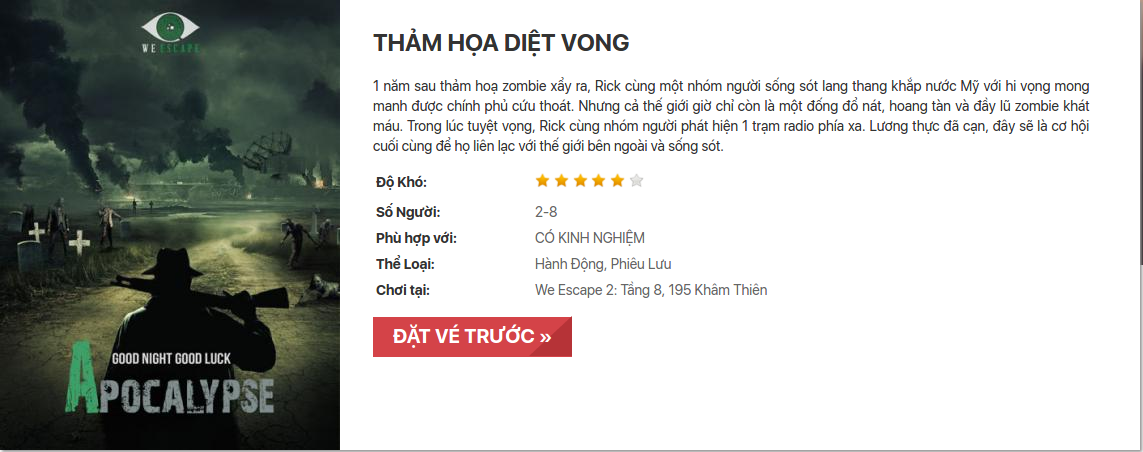 WE ESCAPE
GOOD NIGHT GOOD LUCK
APOCALYPSE
THẢM HỌA DIỆT VONG
1 năm sau thảm hoạ zombie xẩy ra, Rick cùng một nhóm người sống sót lang thang khắp nước Mỹ với hi vọng mong
manh được chính phủ cứu thoát. Nhưng cả thế giới giờ chỉ còn là một đống đổ nát, hoang tàn và đầy lũ zombie khát
máu. Trong lúc tuyệt vọng, Rick cùng nhóm người phát hiện 1 trạm radio phía xa. Lương thực đã cạn, đây sẽ là cơ hội
cuối cùng để họ liên lạc với thế giới bên ngoài và sống sót.
Độ Khó:
Số Người: 2-8
Phù hợp với: CÓ KINH NGHIỆM
Thể Loại: Hành Động, Phiêu Lưu
Chơi tại: We Escape 2: Tầng 8, 195 Khâm Thiên
ĐẶT VÉ TRƯỚC »